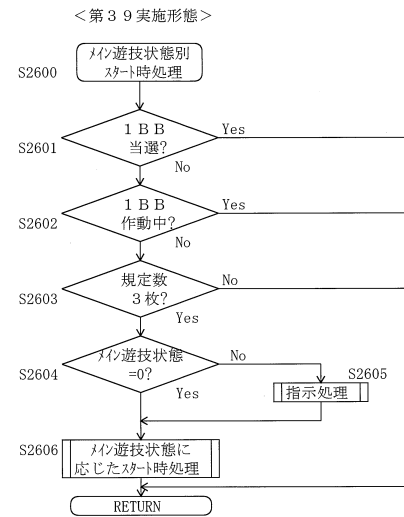 ＜第３９実施形態＞
ﾒｲﾝ遊技状態別
ｽﾀｰﾄ時処理
S2600
１ＢＢ
当選?
Yes
S2601
No
１ＢＢ
作動中?
Yes
S2602
No
規定数
３枚?
No
S2603
Yes
ﾒｲﾝ遊技状態
=0?
No
S2604
Yes
S2605
指示処理
S2606
ﾒｲﾝ遊技状態に
応じたｽﾀｰﾄ時処理
RETURN